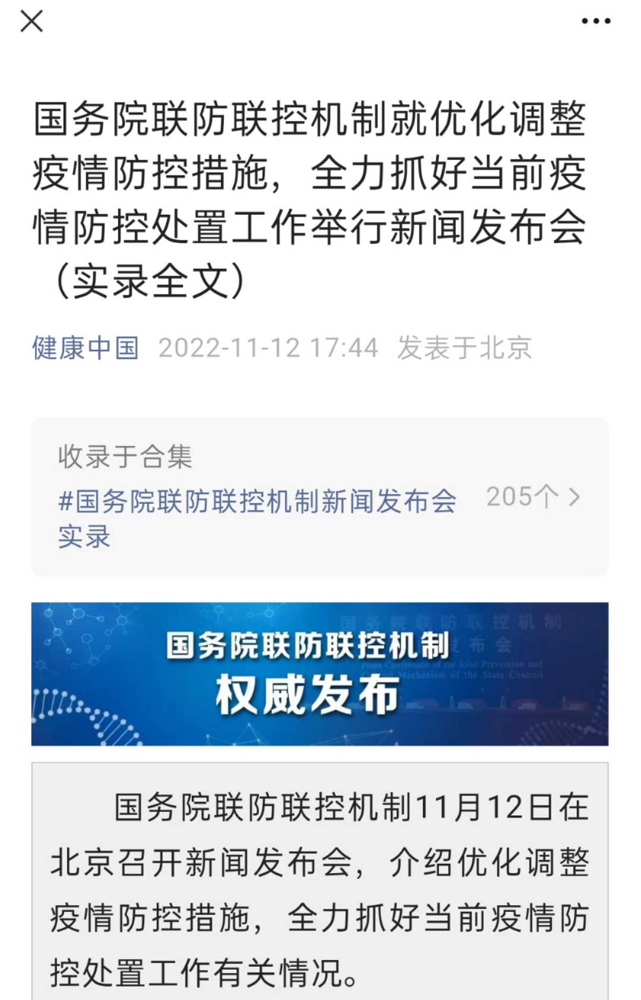 国务院联防联控机制就优化调整
疫情防控措施，全力抓好当前疫
情防控处置工作举行新闻发布会
（实录全文）
健康中国 2022-11-12 17:44 发表于北京
收录于合集
#国务院联防联控机制新闻发布会
实录
205个
国务院联防联控机制
发布会
Press Conference of the Joint Prevention and
Control Mechanism of the State Council
国务院联防联控机制
权威发布
国务院联防联控机制11月12日在
北京召开新闻发布会，介绍优化调整
疫情防控措施，全力抓好当前疫情防
控处置工作有关情况。